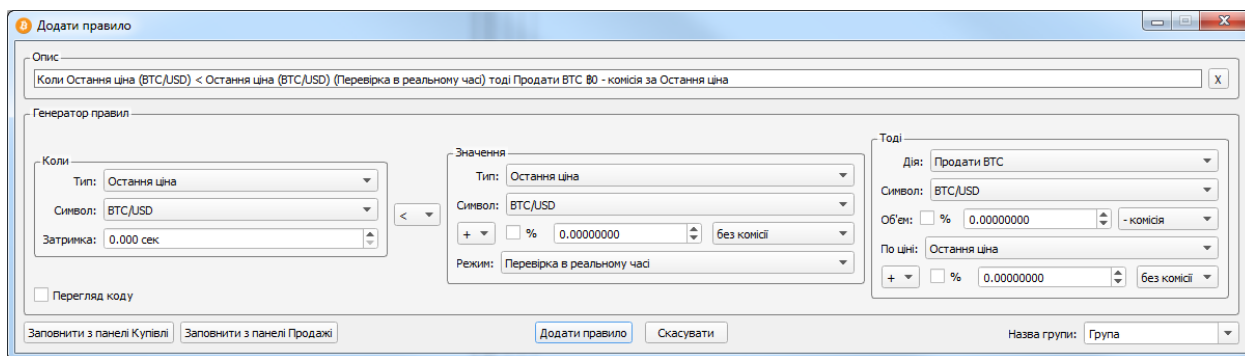 Додати правило
Опис
Коли Остання ціна (BTC/USD) < Остання ціна (BTC/USD) (Перевірка в реальному часі) тоді Продати BTC ฿0 - комісія за Остання ціна
X
Генератор правил
Коли
Тип: Остання ціна
Символ: BTC/USD
Затримка: 0.000 сек
<
Значення
Тип: Остання ціна
Символ: BTC/USD
+ % 0.00000000 без комісії
Режим: Перевірка в реальному часі
Тоді
Дія: Продати BTC
Символ: BTC/USD
Об'єм: % 0.00000000 - комісія
По ціні: Остання ціна
+ % 0.00000000 без комісії
Перегляд коду
Заповнити з панелі Купівлі Заповнити з панелі Продажі Додати правило Скасувати Назва групи: Група